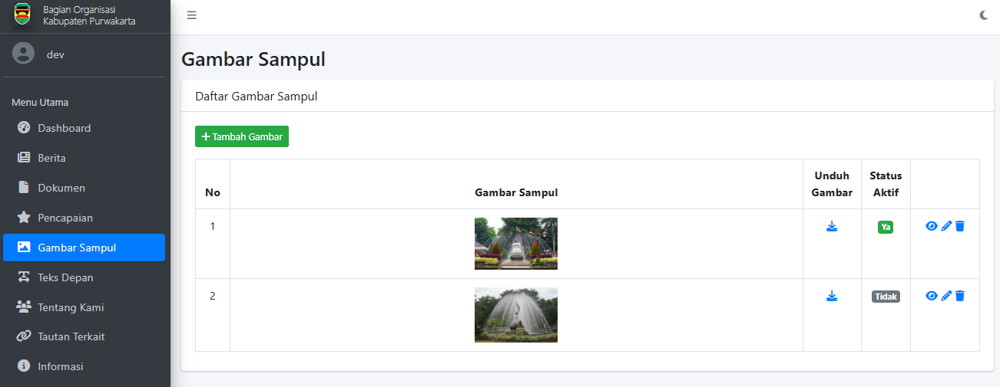 Bagian Organisasi
Kabupaten Purwakarta
dev
Menu Utama
Dashboard
Berita
Dokumen
Pencapaian
Gambar Sampul
Teks Depan
Tentang Kami
Tautan Terkait
Informasi
Gambar Sampul
Daftar Gambar Sampul
Tambah Gambar
No Gambar Sampul Unduh Gambar Status Aktif
1 Ya
2 Tidak